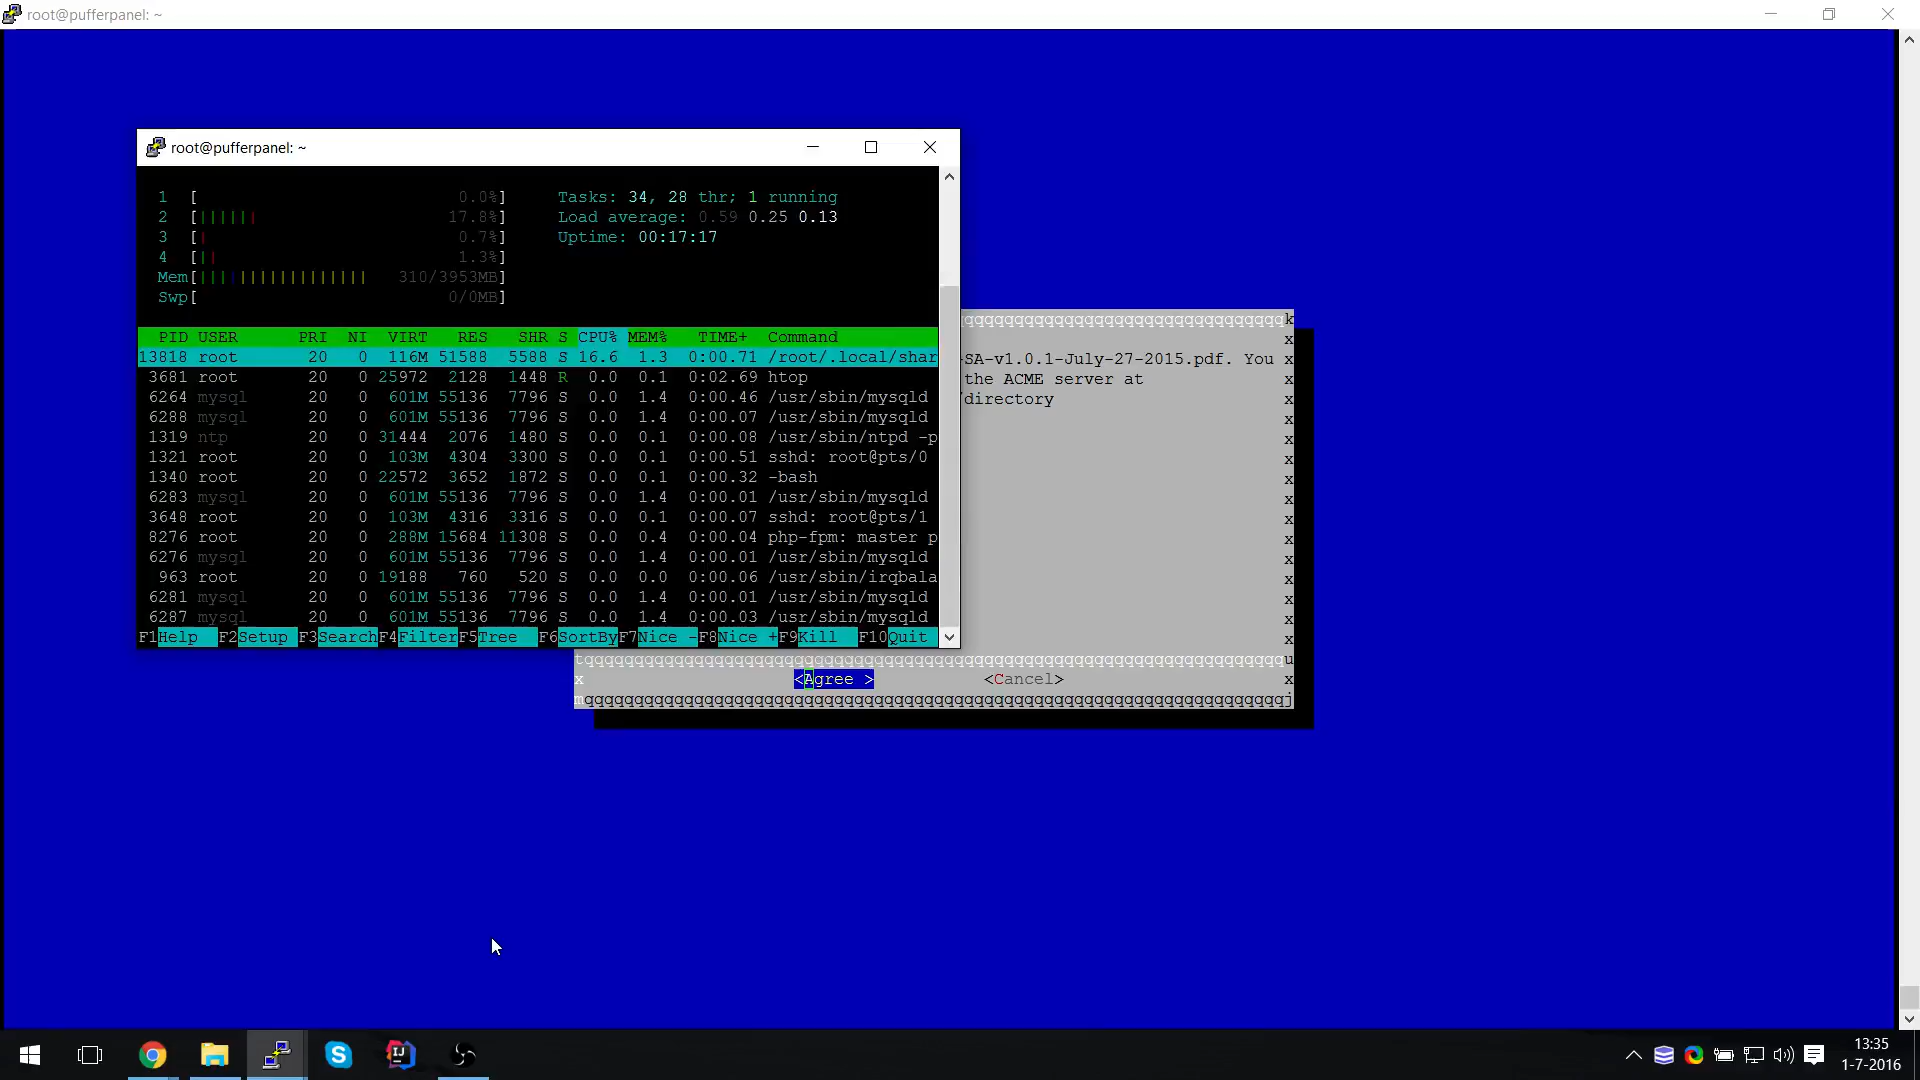 root@pufferpanel: ~
root@pufferpanel: ~
1 [ 0.0%]
2 [||||||| 17.8%]
3 [| 0.7%]
4 [|| 1.3%]
Mem[||||||||||||||||| 310/3953MB]
Swp[ 0/0MB]
Tasks: 34, 28 thr; 1 running
Load average: 0.59 0.25 0.13
Uptime: 00:17:17
PID USER PRI NI VIRT RES SHR S CPU% MEM% TIME+ Command
13818 root 20 0 116M 51588 5588 S 16.6 1.3 0:00.71 /root/.local/shar
3681 root 20 0 25972 2128 1448 R 0.0 0.1 0:02.69 htop
6264 mysql 20 0 601M 55136 7796 S 0.0 1.4 0:00.46 /usr/sbin/mysqld
6288 mysql 20 0 601M 55136 7796 S 0.0 1.4 0:00.07 /usr/sbin/mysqld
1319 ntp 20 0 31444 2076 1480 S 0.0 0.1 0:00.08 /usr/sbin/ntpd -p
1321 root 20 0 103M 4304 3300 S 0.0 0.1 0:00.51 sshd: root@pts/0
1340 root 20 0 22572 3652 1872 S 0.0 0.1 0:00.32 -bash
6283 mysql 20 0 601M 55136 7796 S 0.0 1.4 0:00.01 /usr/sbin/mysqld
3648 root 20 0 103M 4316 3316 S 0.0 0.1 0:00.07 sshd: root@pts/1
8276 root 20 0 288M 15684 11308 S 0.0 0.4 0:00.04 php-fpm: master p
6276 mysql 20 0 601M 55136 7796 S 0.0 1.4 0:00.01 /usr/sbin/mysqld
963 root 20 0 19188 760 520 S 0.0 0.0 0:00.06 /usr/sbin/irqbala
6281 mysql 20 0 601M 55136 7796 S 0.0 1.4 0:00.01 /usr/sbin/mysqld
6287 mysql 20 0 601M 55136 7796 S 0.0 1.4 0:00.03 /usr/sbin/mysqld
F1Help F2Setup F3SearchF4FilterF5Tree F6SortByF7Nice -F8Nice +F9Kill F10Quit
qqqqqqqqqqqqqqqqqqqqqqqqqqqqqqqqk
x
-SA-v1.0.1-July-27-2015.pdf. You x
the ACME server at x
/directory x
x
x
x
x
x
x
x
x
x
x
x
x
tqqqqqqqqqqqqqqqqqqqqqqqqqqqqqqqqqqqqqqqqqqqqqqqqqqqqqqqqqqqqqqqqqqqqqqu
x <Agree > <Cancel> x
mqqqqqqqqqqqqqqqqqqqqqqqqqqqqqqqqqqqqqqqqqqqqqqqqqqqqqqqqqqqqqqqqqqqqqqj
13:35
1-7-2016